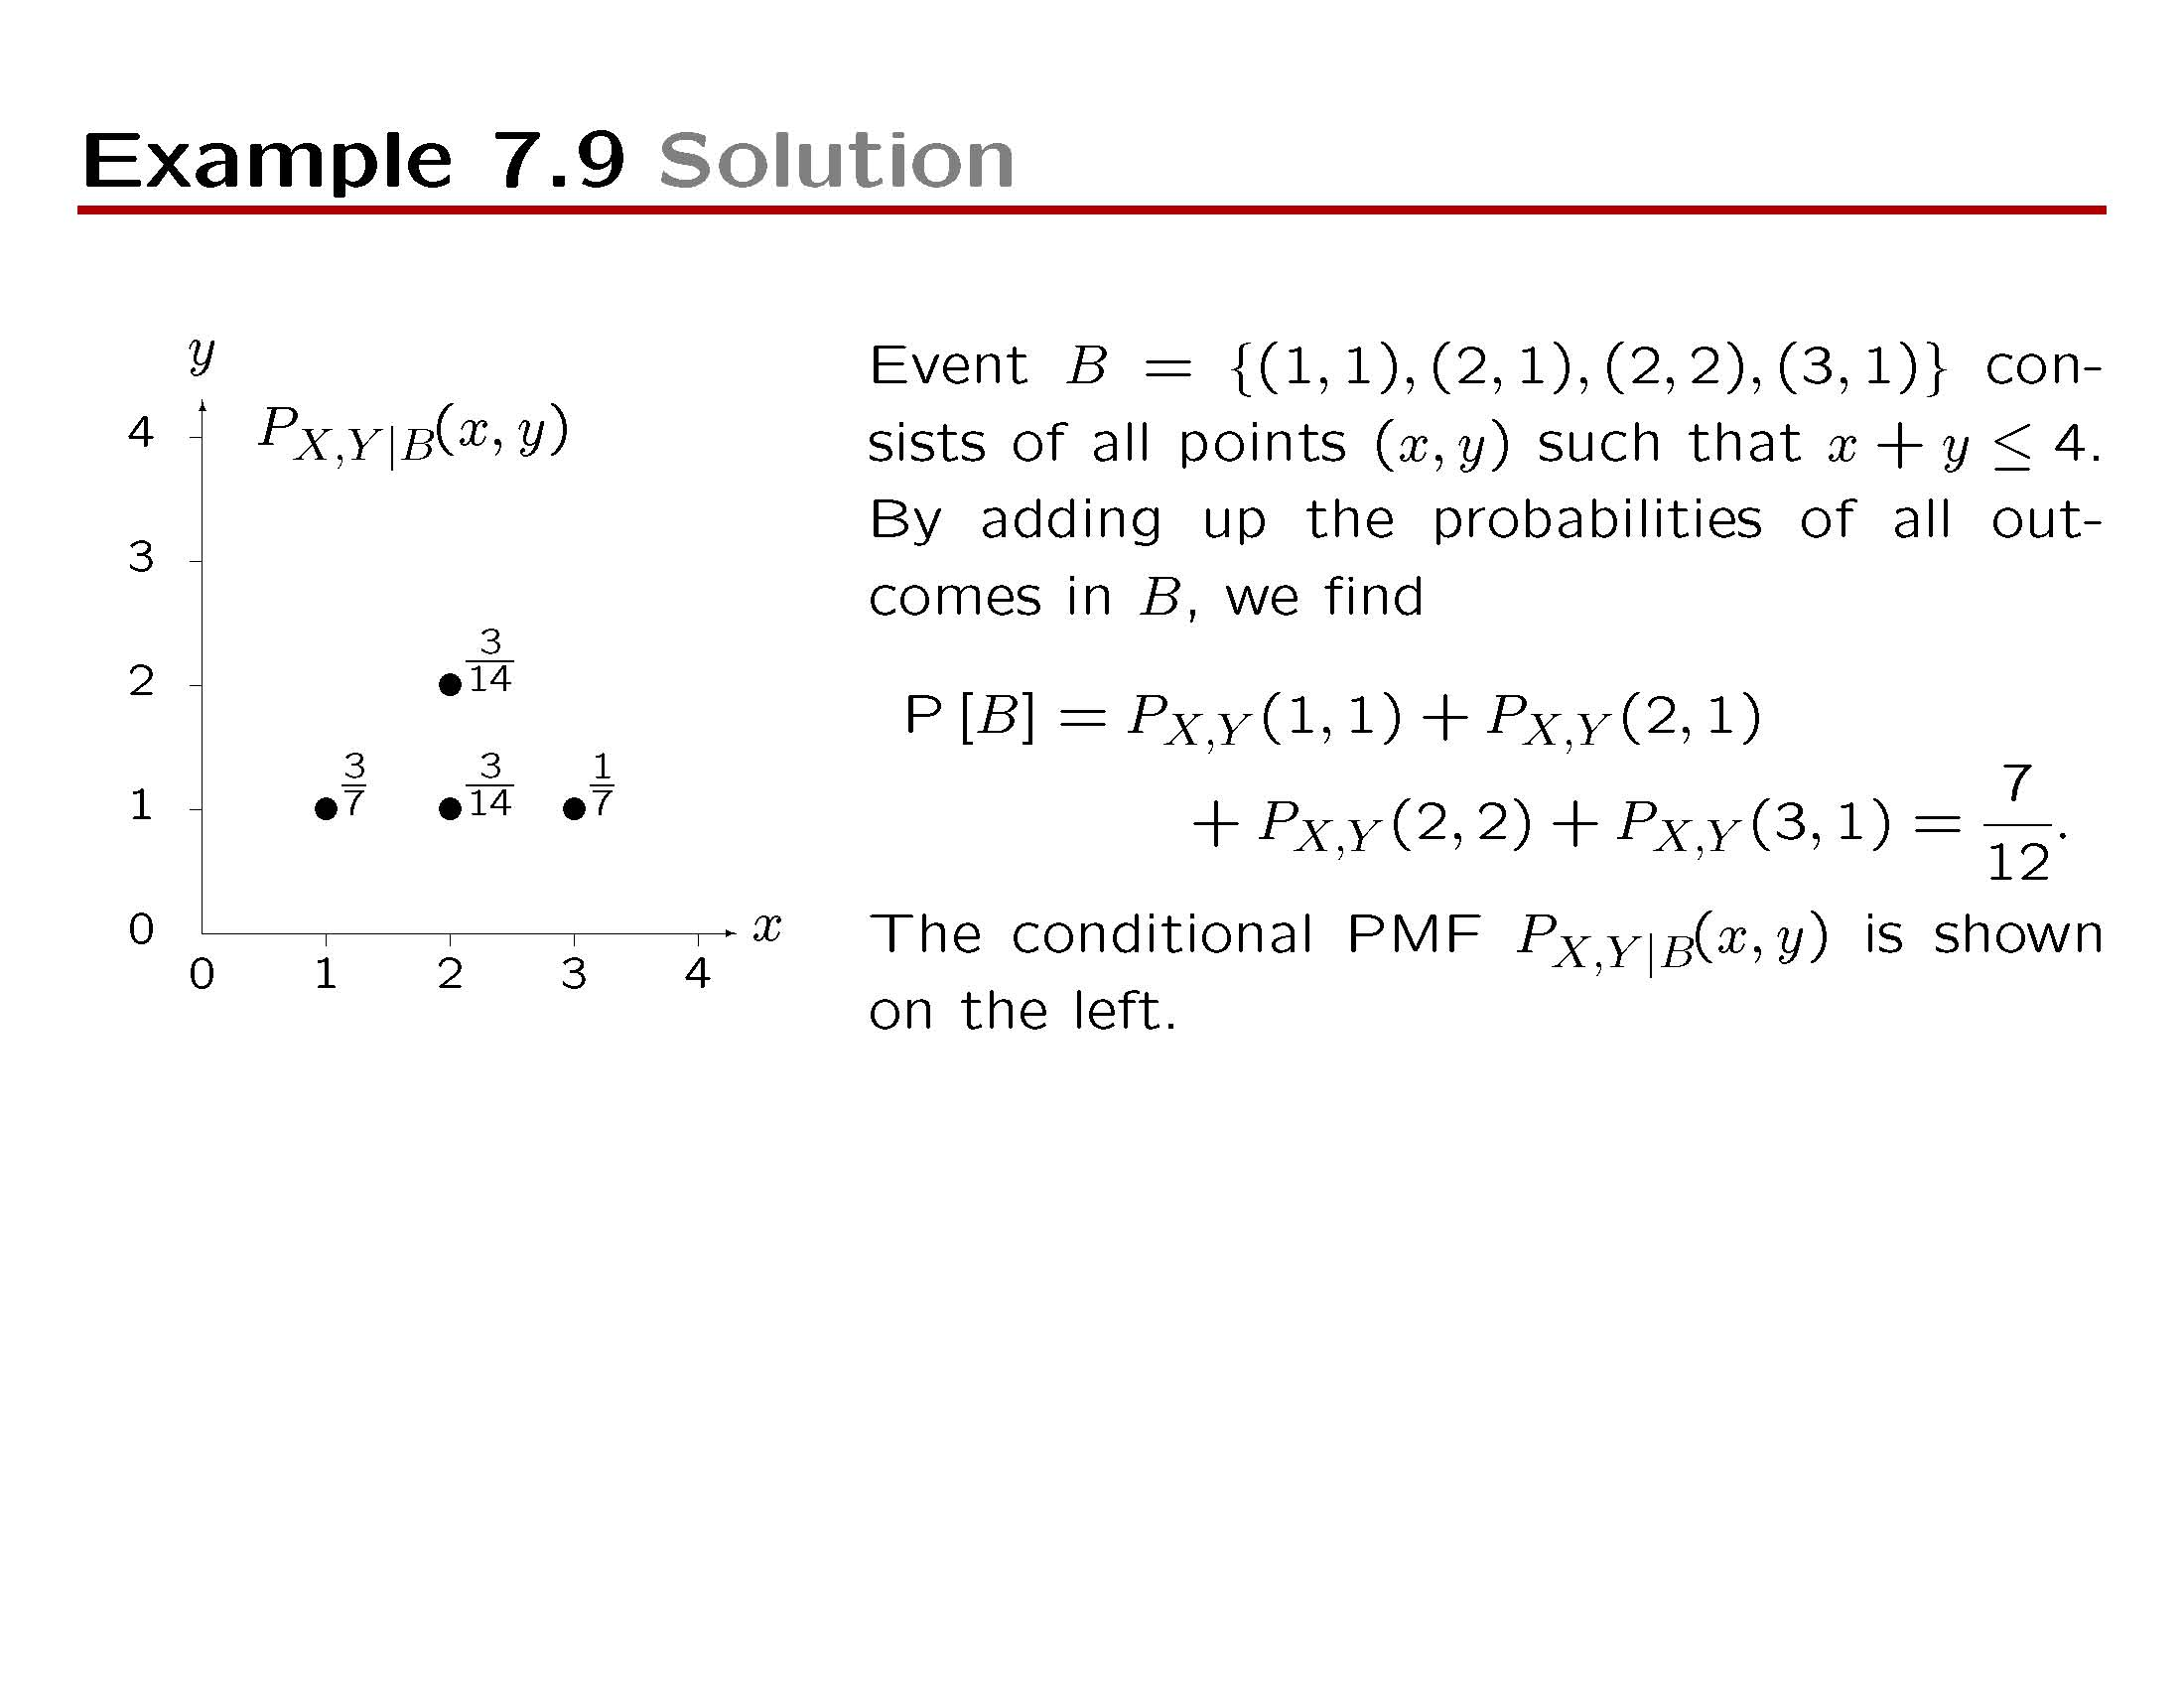 Example 7.9 Solution
y
4 P_{X,Y|B}(x, y)
3
2 3/14
1 3/7 3/14 1/7
0 x
0 1 2 3 4
Event B = {(1, 1), (2, 1), (2, 2), (3, 1)} con-
sists of all points (x, y) such that x + y ≤ 4.
By adding up the probabilities of all out-
comes in B, we find
P [B] = P_{X,Y}(1, 1) + P_{X,Y}(2, 1)
+ P_{X,Y}(2, 2) + P_{X,Y}(3, 1) = 7/12.
The conditional PMF P_{X,Y|B}(x, y) is shown
on the left.